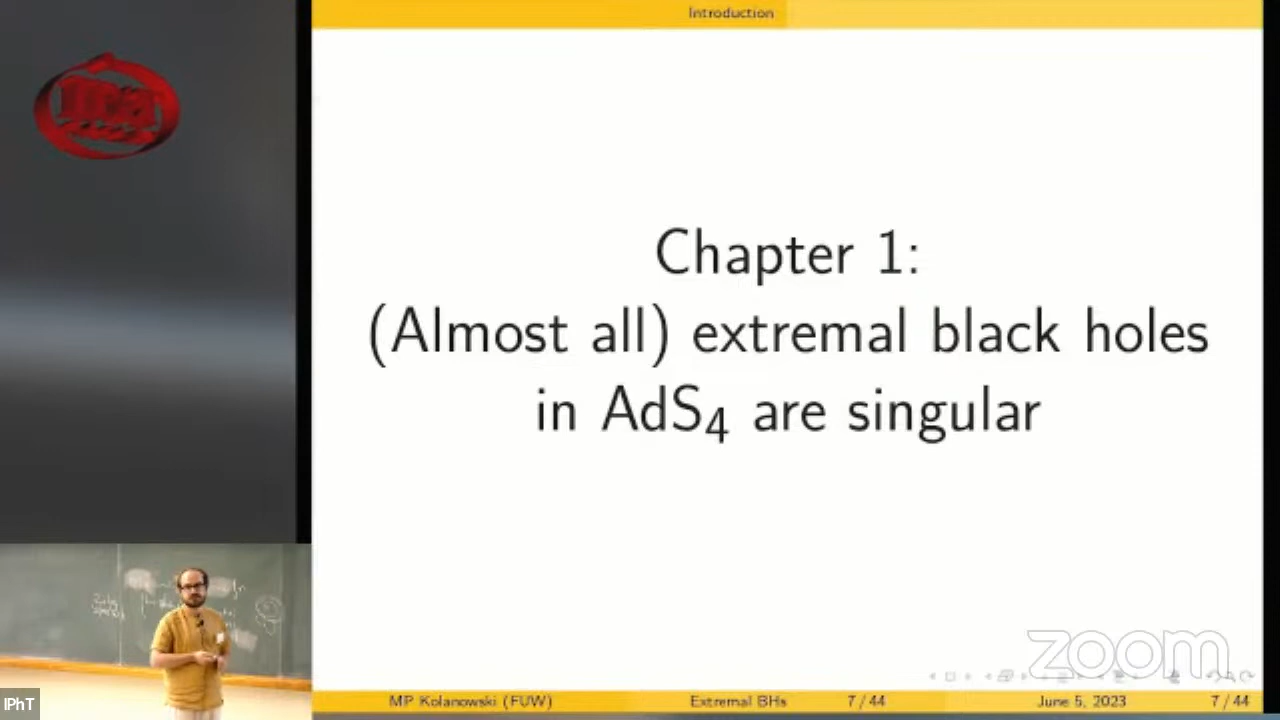 Introduction
Chapter 1:
(Almost all) extremal black holes
in AdS4 are singular
zoom
IPhT
MP Kolanowski (FUW) Extremal BHs 7 / 44 June 5, 2023 7 / 44